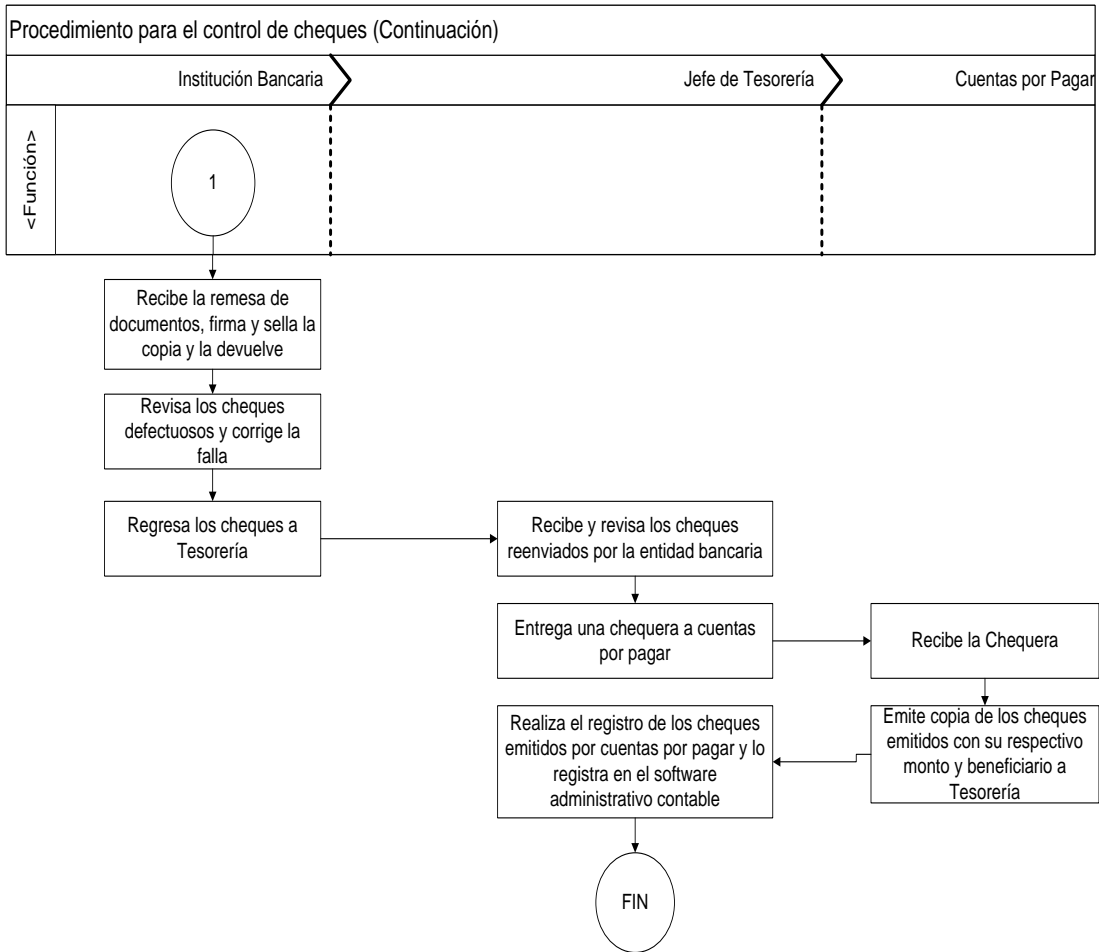 Procedimiento para el control de cheques (Continuación)
Institución Bancaria
Jefe de Tesorería
Cuentas por Pagar
<Función>
1
Recibe la remesa de
documentos, firma y sella la
copia y la devuelve
Revisa los cheques
defectuosos y corrige la
falla
Regresa los cheques a
Tesorería
Recibe y revisa los cheques
reenviados por la entidad bancaria
Entrega una chequera a cuentas
por pagar
Recibe la Chequera
Emite copia de los cheques
emitidos con su respectivo
monto y beneficiario a
Tesorería
Realiza el registro de los cheques
emitidos por cuentas por pagar y lo
registra en el software
administrativo contable
FIN